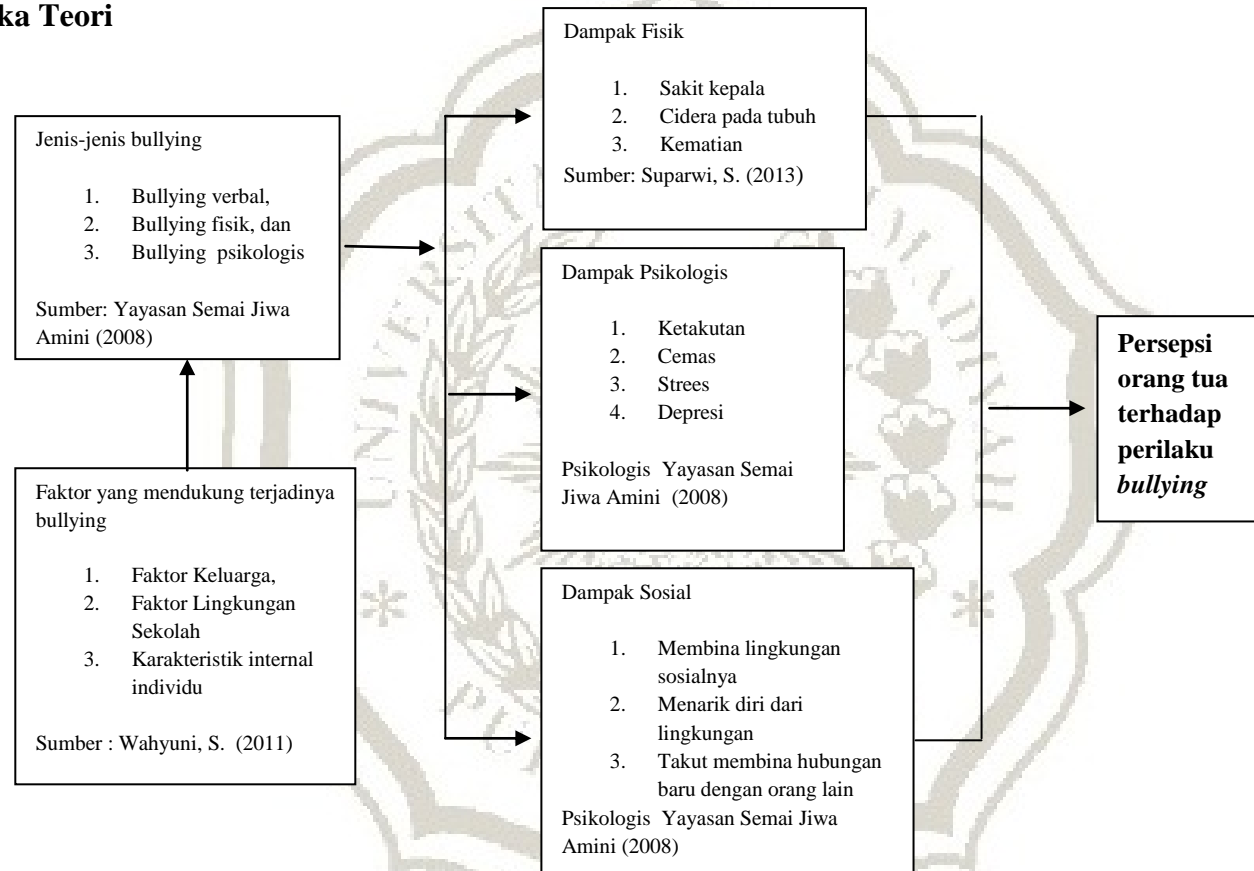 ka Teori
Jenis-jenis bullying
1. Bullying verbal,
2. Bullying fisik, dan
3. Bullying psikologis
Sumber: Yayasan Semai Jiwa
Amini (2008)
Faktor yang mendukung terjadinya
bullying
1. Faktor Keluarga,
2. Faktor Lingkungan
Sekolah
3. Karakteristik internal
individu
Sumber : Wahyuni, S. (2011)
Dampak Fisik
1. Sakit kepala
2. Cidera pada tubuh
3. Kematian
Sumber: Suparwi, S. (2013)
Dampak Psikologis
1. Ketakutan
2. Cemas
3. Strees
4. Depresi
Psikologis Yayasan Semai
Jiwa Amini (2008)
Dampak Sosial
1. Membina lingkungan
sosialnya
2. Menarik diri dari
lingkungan
3. Takut membina hubungan
baru dengan orang lain
Psikologis Yayasan Semai Jiwa
Amini (2008)
Persepsi
orang tua
terhadap
perilaku
bullying